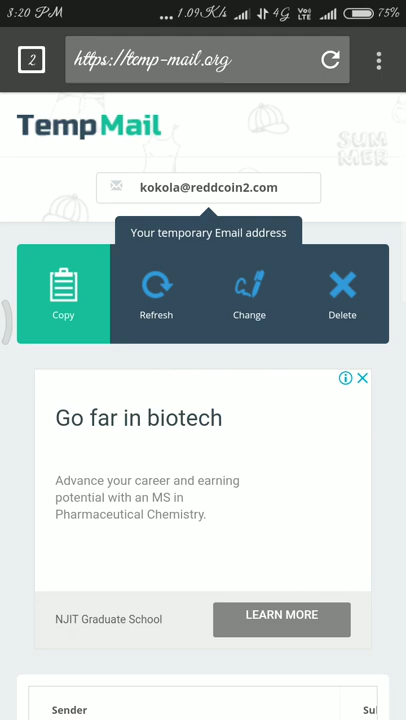 3:20 PM ... 1.09K/s 4G VoD LTE 75%
2 https://temp-mail.org
TempMail
SUM
MER
kokola@reddcoin2.com
Your temporary Email address
Copy Refresh Change Delete
Go far in biotech
Advance your career and earning
potential with an MS in
Pharmaceutical Chemistry.
NJIT Graduate School LEARN MORE
Sender Su